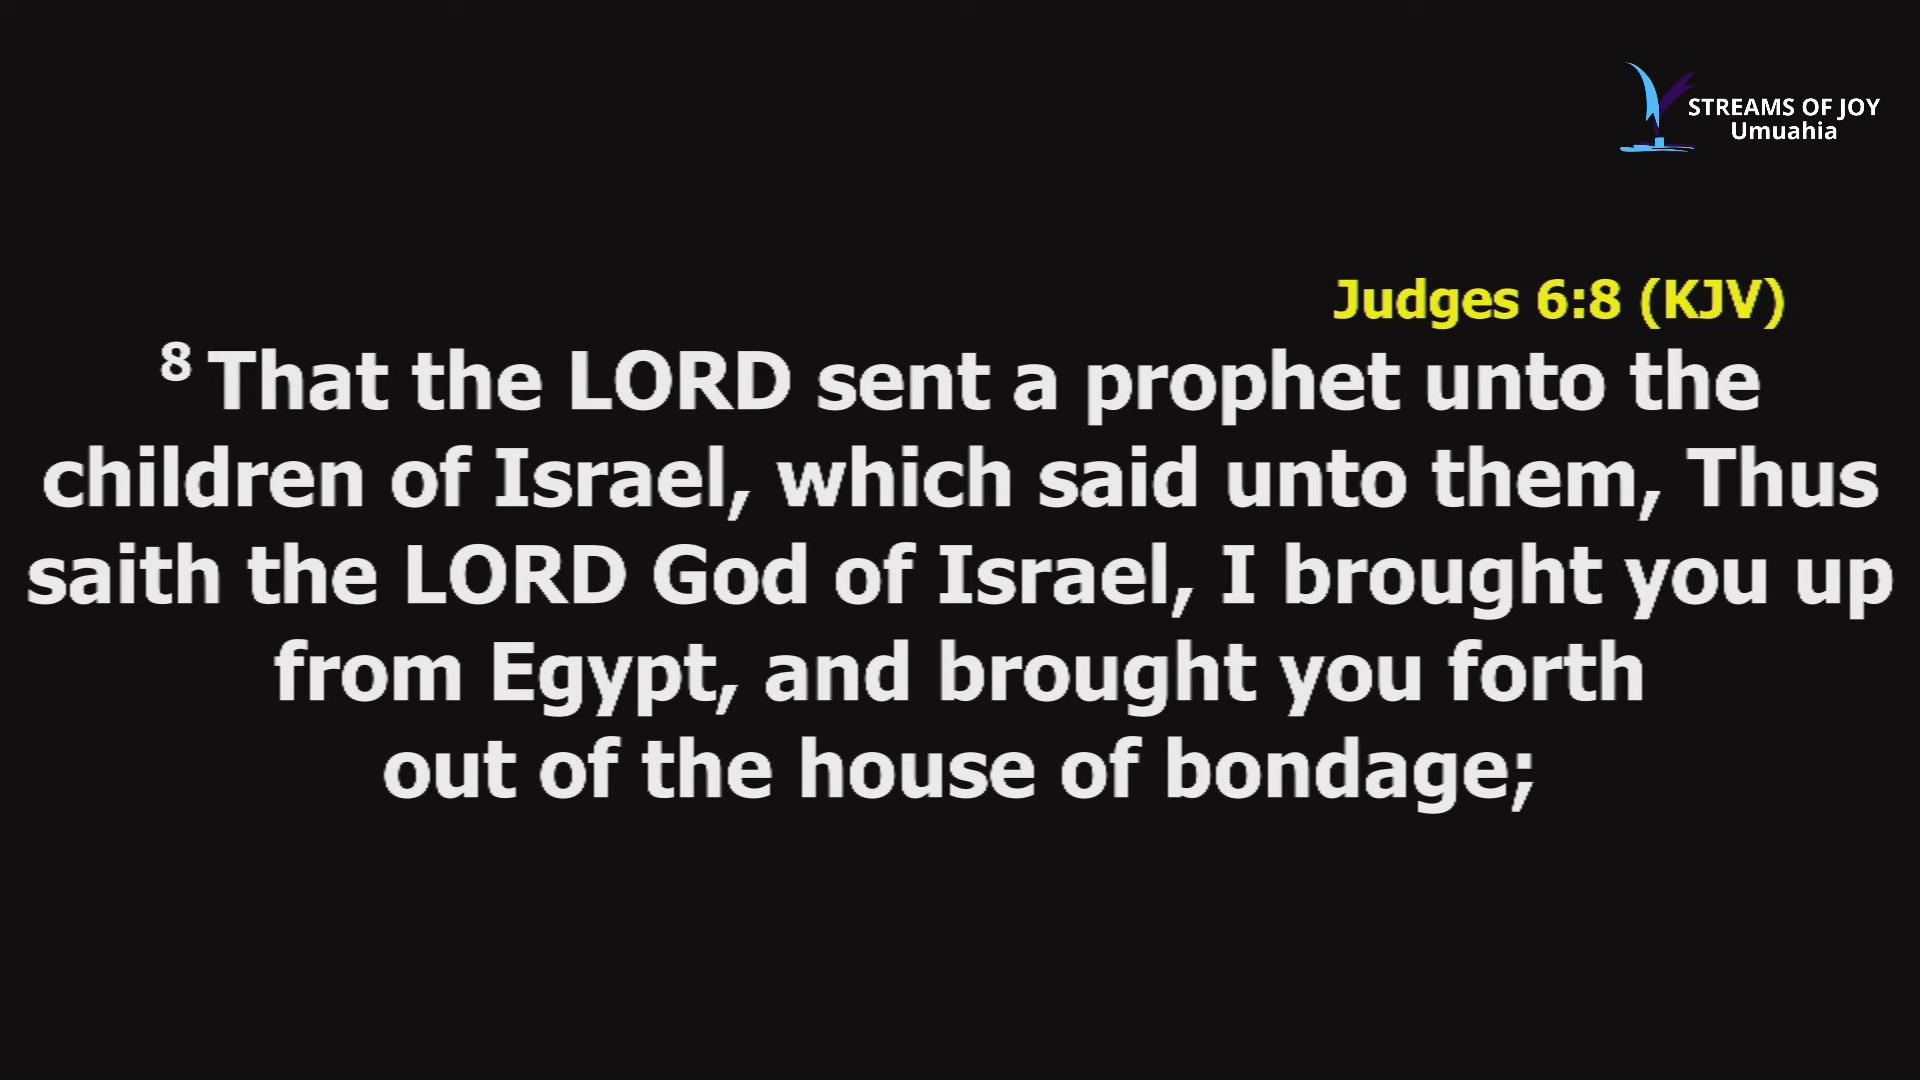 STREAMS OF JOY
Umuahia
Judges 6:8 (KJV)
8 That the LORD sent a prophet unto the
children of Israel, which said unto them, Thus
saith the LORD God of Israel, I brought you up
from Egypt, and brought you forth
out of the house of bondage;